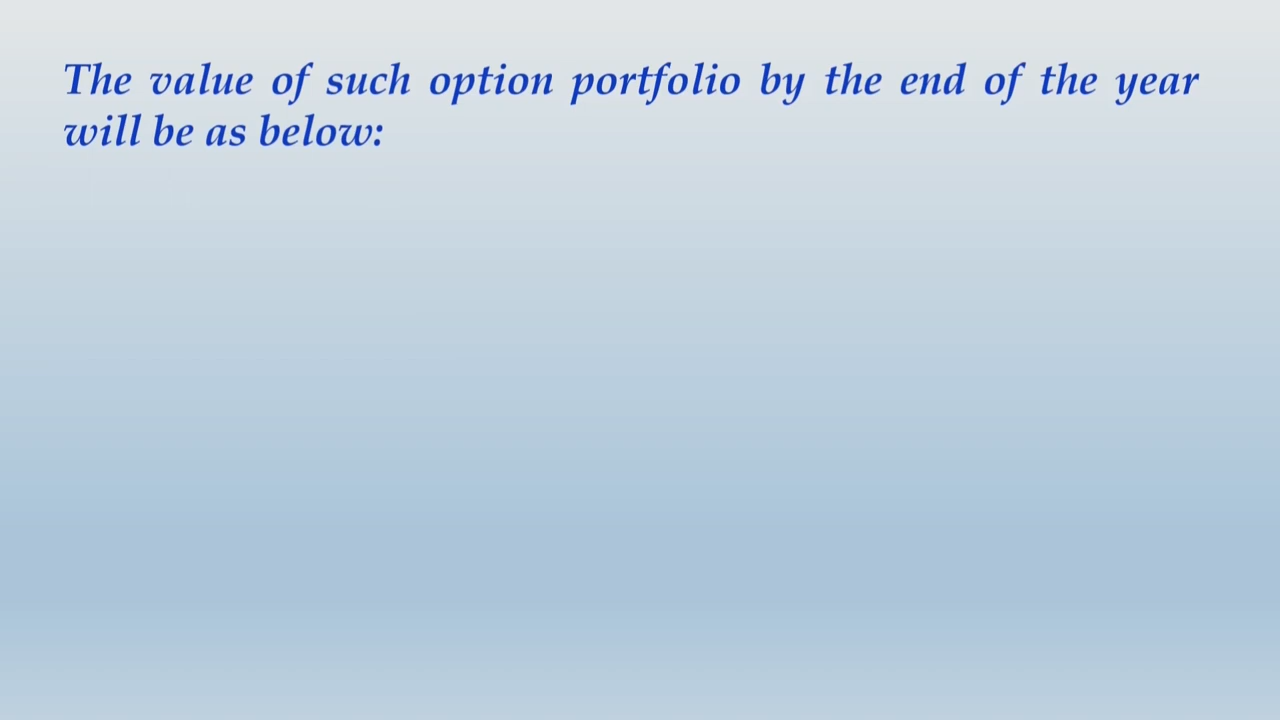 The value of such option portfolio by the end of the year
will be as below: